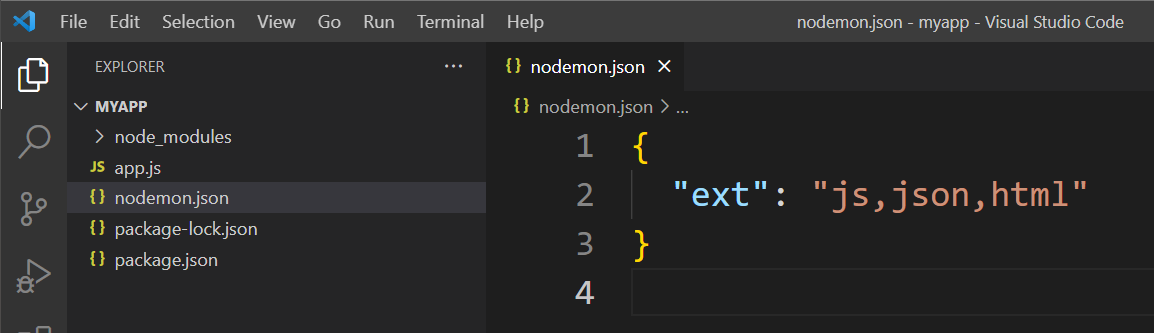 File Edit Selection View Go Run Terminal Help nodemon.json - myapp - Visual Studio Code
EXPLORER ···
MYAPP
node_modules
JS app.js
{} nodemon.json
{} package-lock.json
{} package.json
{} nodemon.json ×
{} nodemon.json > ...
1 {
2 "ext": "js,json,html"
3 }
4